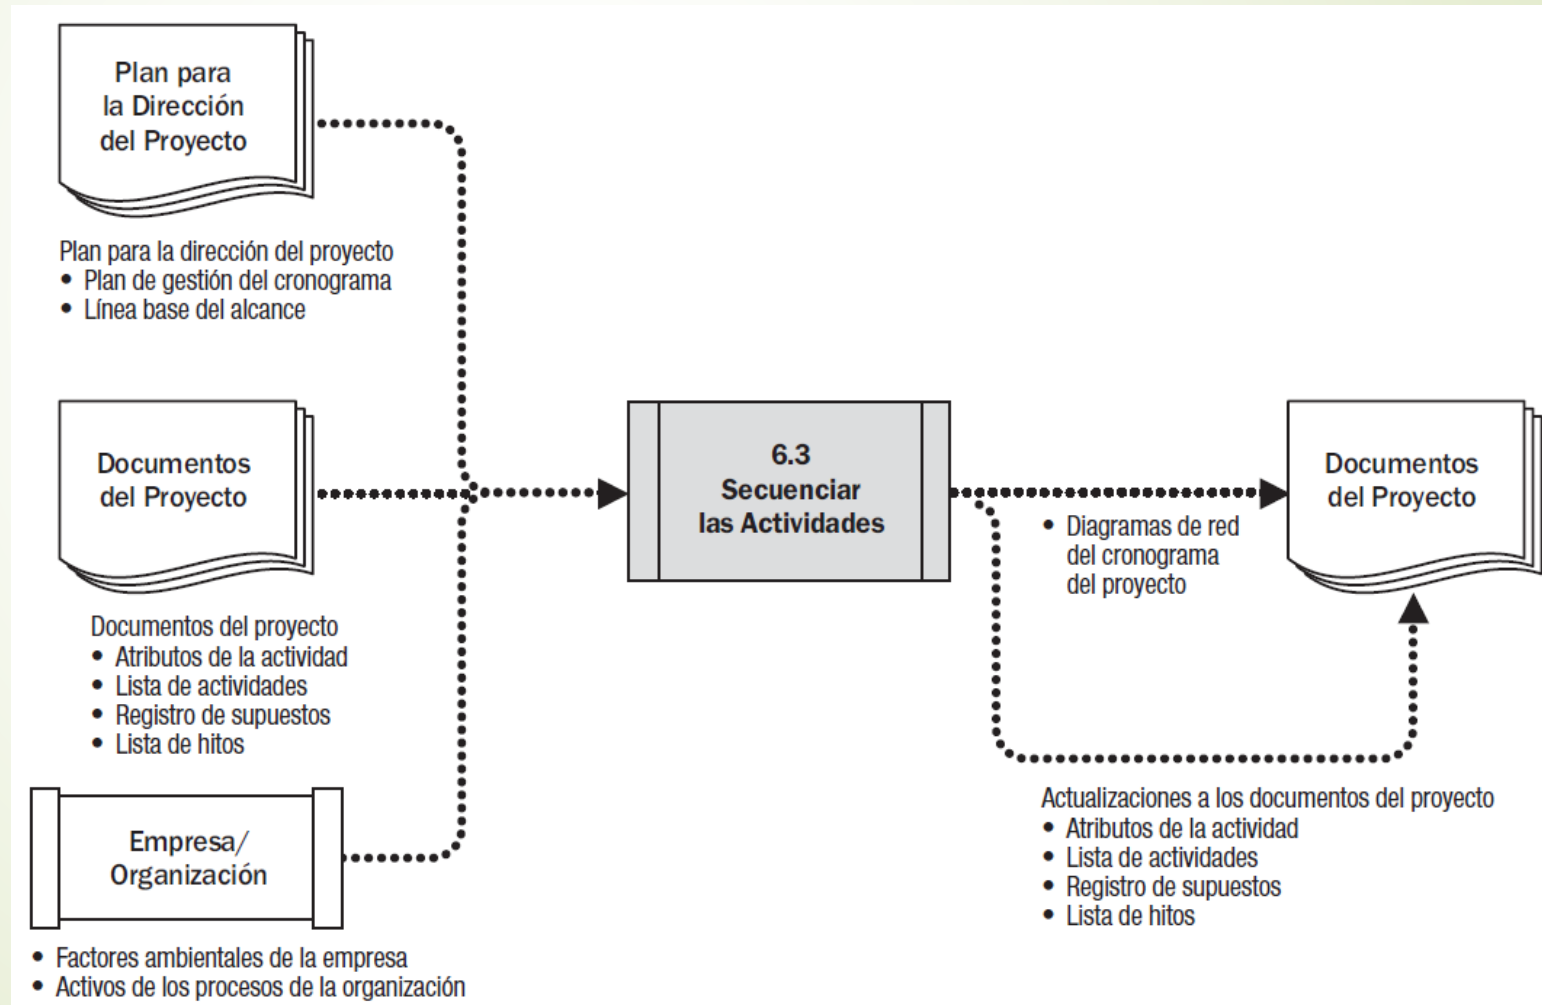 Plan para
la Dirección
del Proyecto
Plan para la dirección del proyecto
• Plan de gestión del cronograma
• Línea base del alcance
Documentos
del Proyecto
Documentos del proyecto
• Atributos de la actividad
• Lista de actividades
• Registro de supuestos
• Lista de hitos
Empresa/
Organización
• Factores ambientales de la empresa
• Activos de los procesos de la organización
6.3
Secuenciar
las Actividades
• Diagramas de red
del cronograma
del proyecto
Documentos
del Proyecto
Actualizaciones a los documentos del proyecto
• Atributos de la actividad
• Lista de actividades
• Registro de supuestos
• Lista de hitos